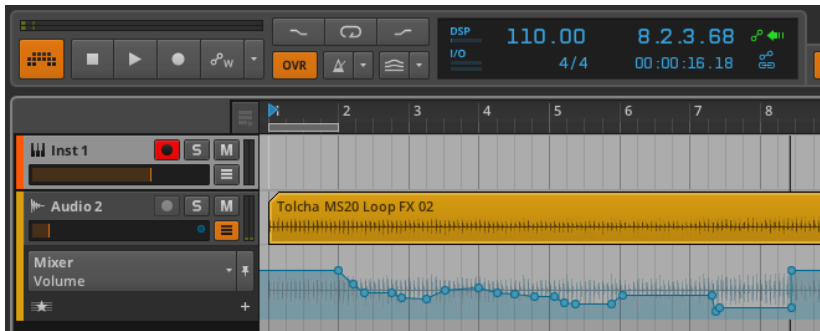 DSP 110.00 8.2.3.68
I/O 4/4 00:00:16.18
W
OVR
1 2 3 4 5 6 7 8
Inst 1 S M
Audio 2 S M
Tolcha MS20 Loop FX 02
Mixer
Volume
+